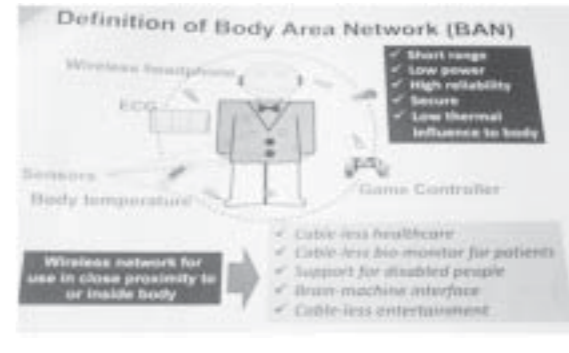 Definition of Body Area Network (BAN)
Wireless headphone
✓ Short range
✓ Low power
✓ High reliability
✓ Secure
✓ Low thermal
influence to body
ECG
Sensors
Body temperature
Game Controller
Wireless network for
use in close proximity to
or inside body
✓ Cable-less healthcare
✓ Cable-less bio-monitor for patients
✓ Support for disabled people
✓ Brain-machine interface
✓ Cable-less entertainment